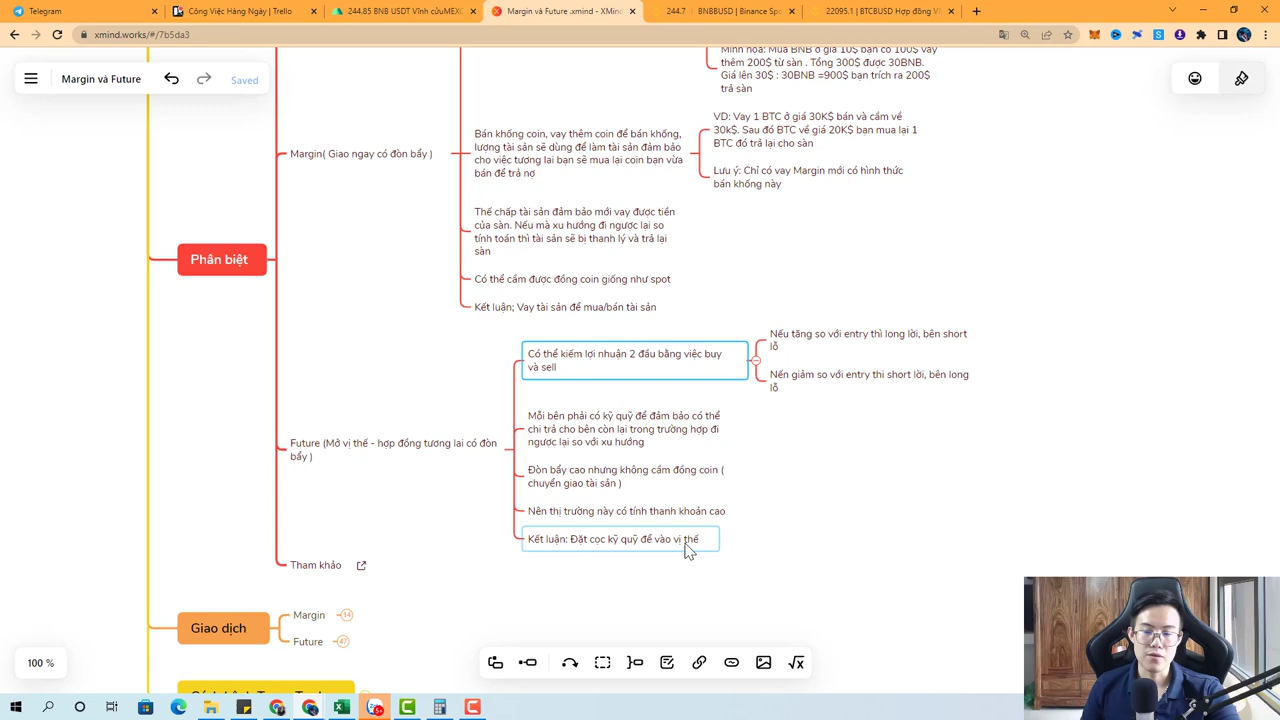 Telegram
Công Việc Hàng Ngày | Trello
244.85 BNB USDT Vĩnh cửuMEXC
Margin và Future .xmind - XMind
244.7 | BNBBUSD | Binance Spot
22095.1 | BTCBUSD Hợp đồng V
xmind.works/#/7b5da3
Margin và Future
Saved
Minh họa: Mua BNB ở giá 10$ bạn có 100$ vay
thêm 200$ từ sàn . Tổng 300$ được 30BNB.
Giá lên 30$ : 30BNB =900$ bạn trích ra 200$
trả sàn
VD: Vay 1 BTC ở giá 30K$ bán và cầm về
30k$. Sau đó BTC về giá 20K$ bạn mua lại 1
BTC đó trả lại cho sàn
Bán khống coin, vay thêm coin để bán khống,
lượng tài sản sẽ dùng để làm tài sản đảm bảo
cho việc tương lai bạn sẽ mua lại coin bạn vừa
bán để trả nợ
Margin( Giao ngay có đòn bẩy )
Lưu ý: Chỉ có vay Margin mới có hình thức
bán khống này
Thế chấp tài sản đảm bảo mới vay được tiền
của sàn. Nếu mà xu hướng đi ngược lại so
tính toán thì tài sản sẽ bị thanh lý và trả lại
sàn
Phân biệt
Có thể cầm được đồng coin giống như spot
Kết luận; Vay tài sản để mua/bán tài sản
Có thể kiếm lợi nhuận 2 đầu bằng việc buy
và sell
Nếu tăng so với entry thì long lời, bên short
lỗ
Nến giảm so với entry thi short lời, bên long
lỗ
Mỗi bên phải có ký quỹ để đảm bảo có thể
chi trả cho bên còn lại trong trường hợp đi
ngược lại so với xu hướng
Future (Mở vị thế - hợp đồng tương lai có đòn
bẩy )
Đòn bẩy cao nhưng không cầm đồng coin (
chuyển giao tài sản )
Nên thị trường này có tính thanh khoản cao
Kết luận: Đặt cọc ký quỹ để vào vị thế
Tham khảo
Giao dịch
Margin
14
Future
47
100 %